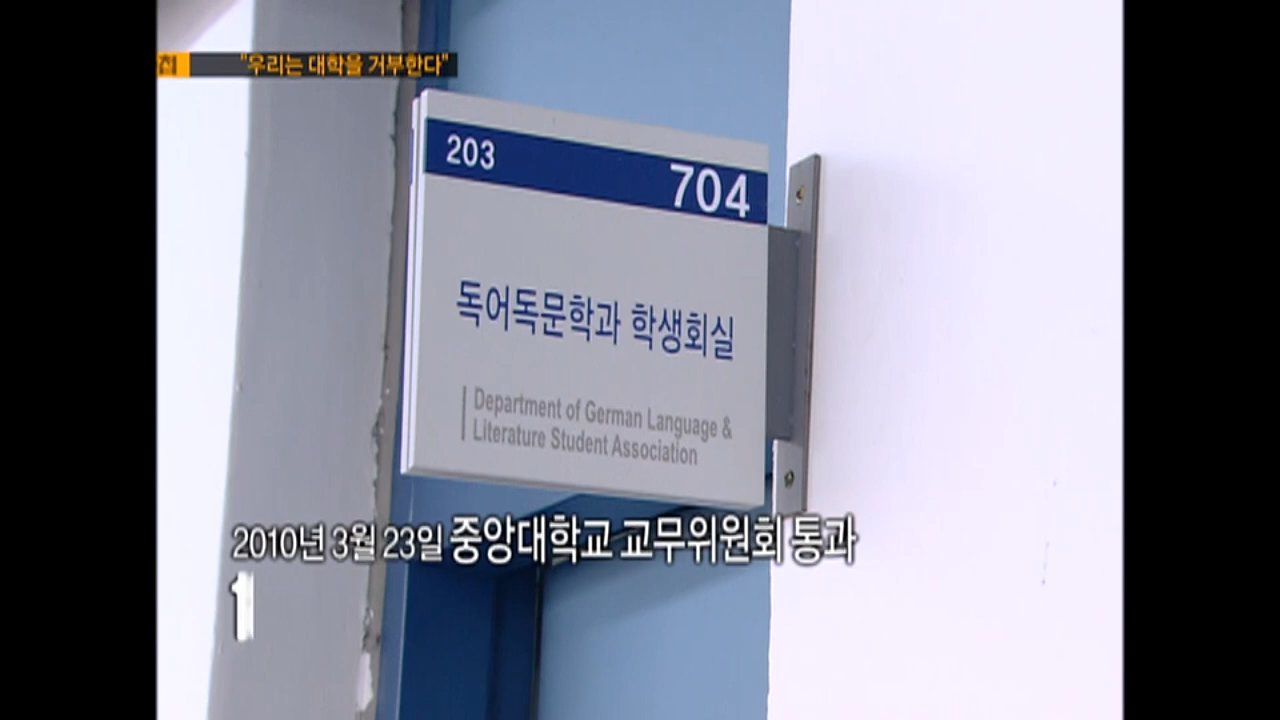 "우리는 대학을 거부한다"
203
704
독어독문학과 학생회실
Department of German Language &
Literature Student Association
2010년 3월 23일 중앙대학교 교무위원회 통과
1